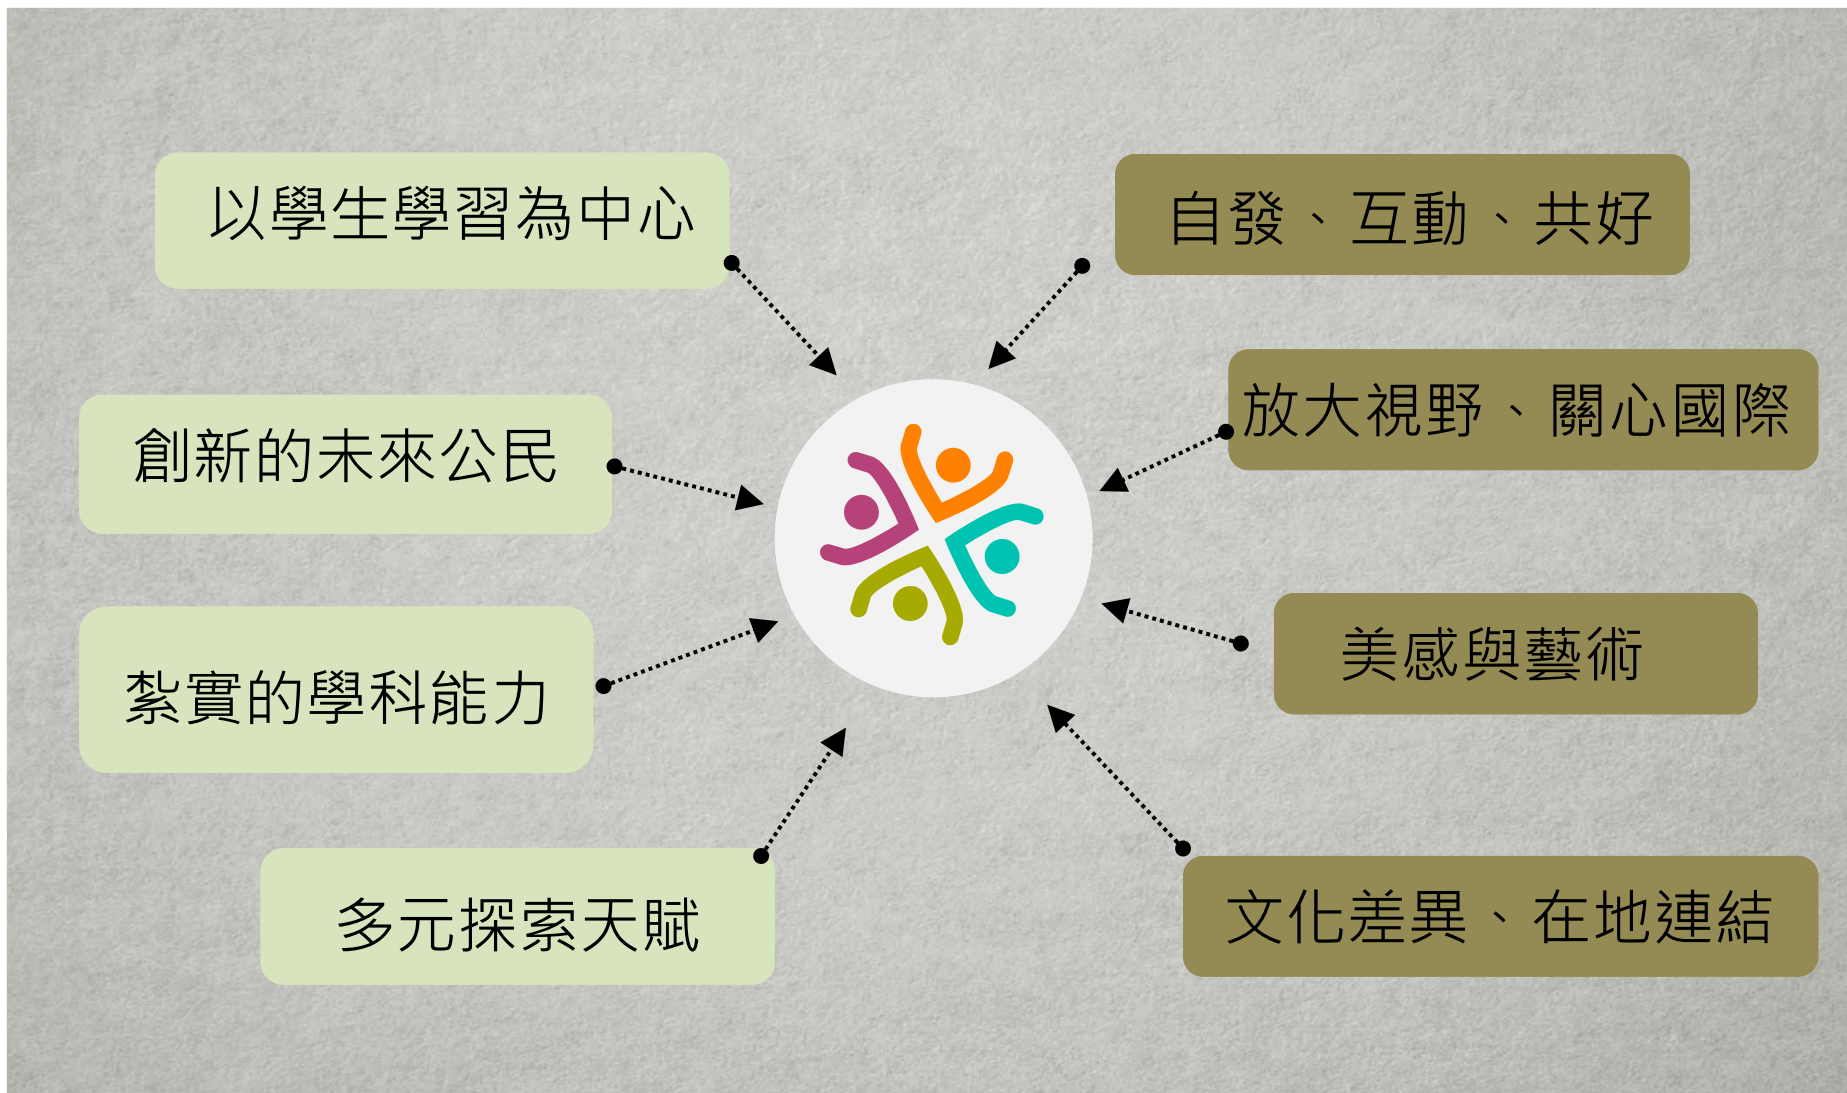 以學生學習為中心
創新的未來公民
紮實的學科能力
多元探索天賦
自發、互動、共好
放大視野、關心國際
美感與藝術
文化差異、在地連結